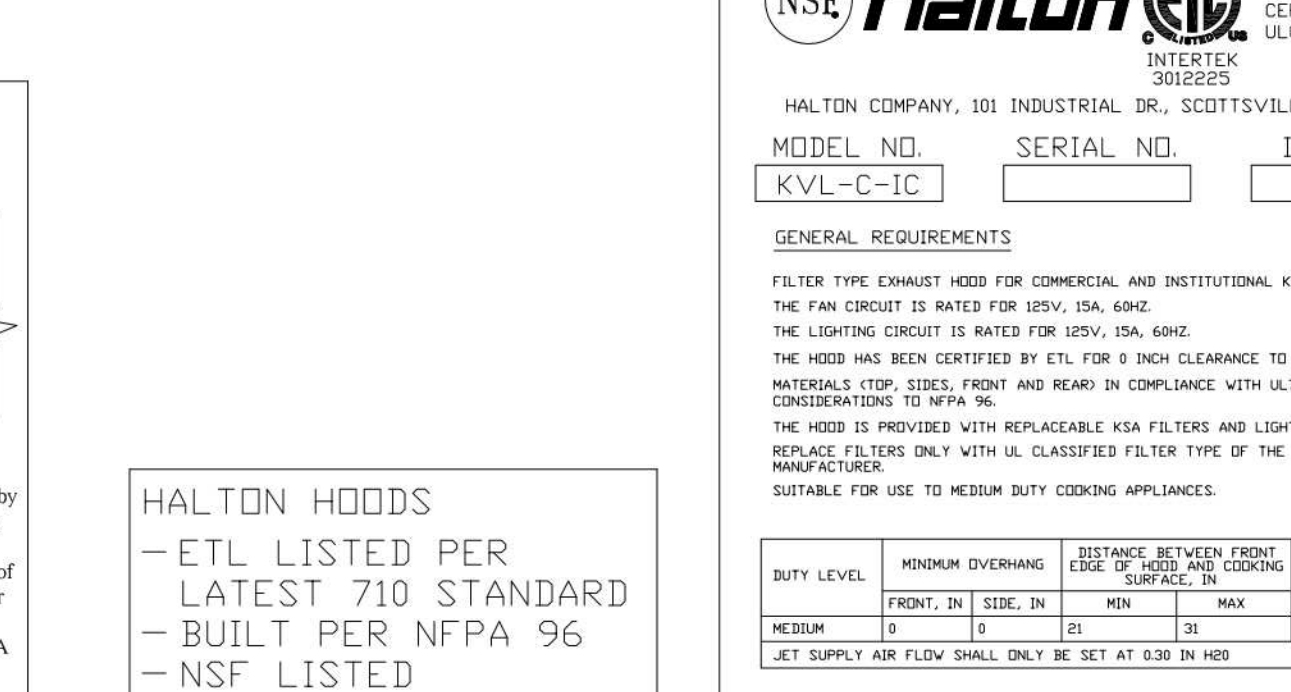 by
of
HALTON HOODS
— ETL LISTED PER
LATEST 710 STANDARD
— BUILT PER NFPA 96
— NSF LISTED
NSF Halton ETL
C LISTED US
INTERTEK
3012225
HALTON COMPANY, 101 INDUSTRIAL DR.,
MODEL NO. SERIAL NO.
KVL-C-IC
GENERAL REQUIREMENTS
FILTER TYPE EXHAUST HOOD FOR COMMERCIAL AND INSTITUTIONAL
THE FAN CIRCUIT IS RATED FOR 125V, 15A, 60HZ.
THE LIGHTING CIRCUIT IS RATED FOR 125V, 15A, 60HZ.
THE HOOD HAS BEEN CERTIFIED BY ETL FOR 0 INCH CLEARANCE TO
MATERIALS (TOP, SIDES, FRONT AND REAR) IN COMPLIANCE WITH
CONSIDERATIONS TO NFPA 96.
THE HOOD IS PROVIDED WITH REPLACEABLE KSA FILTERS AND
REPLACE FILTERS ONLY WITH UL CLASSIFIED FILTER TYPE OF THE
MANUFACTURER.
SUITABLE FOR USE TO MEDIUM DUTY COOKING APPLIANCES.
DUTY LEVEL MINIMUM OVERHANG DISTANCE BETWEEN FRONT
EDGE OF HOOD AND COOKING
SURFACE, IN
FRONT, IN SIDE, IN MIN MAX
MEDIUM 0 0 21 31
JET SUPPLY AIR FLOW SHALL ONLY BE SET AT 0.30 IN H20